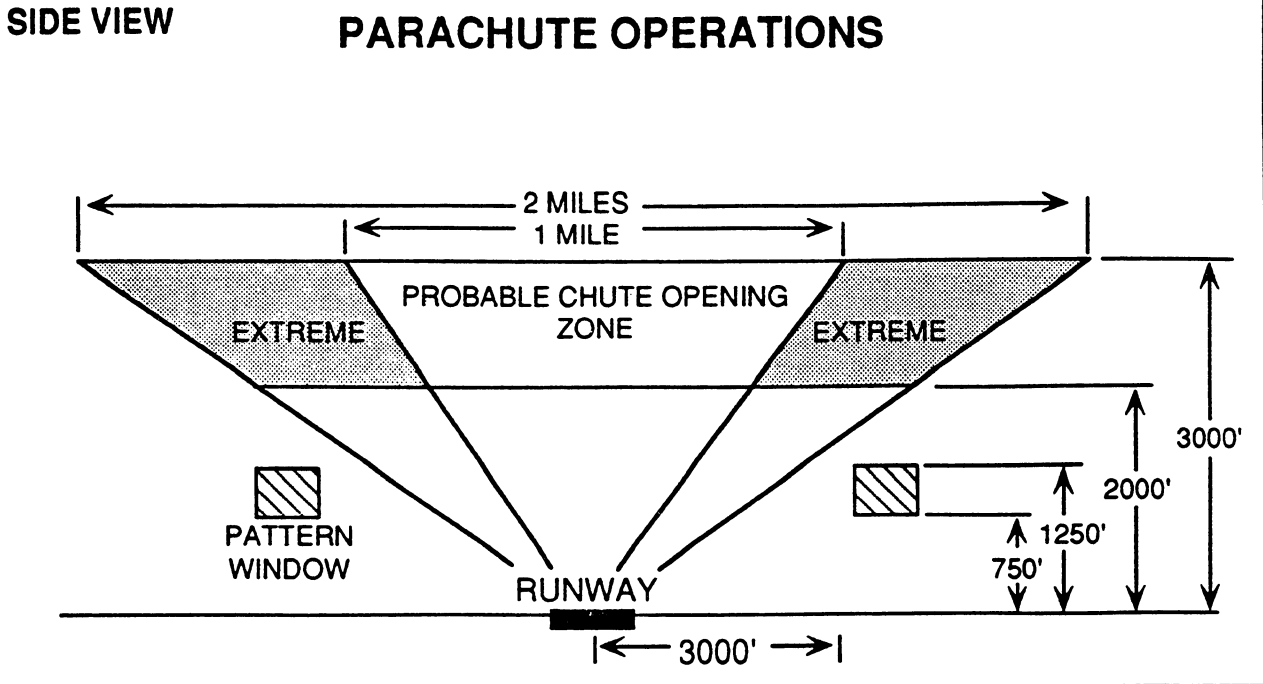 SIDE VIEW
PARACHUTE OPERATIONS
2 MILES
1 MILE
PROBABLE CHUTE OPENING
ZONE
EXTREME
EXTREME
3000'
2000'
1250'
750'
PATTERN
WINDOW
RUNWAY
3000'